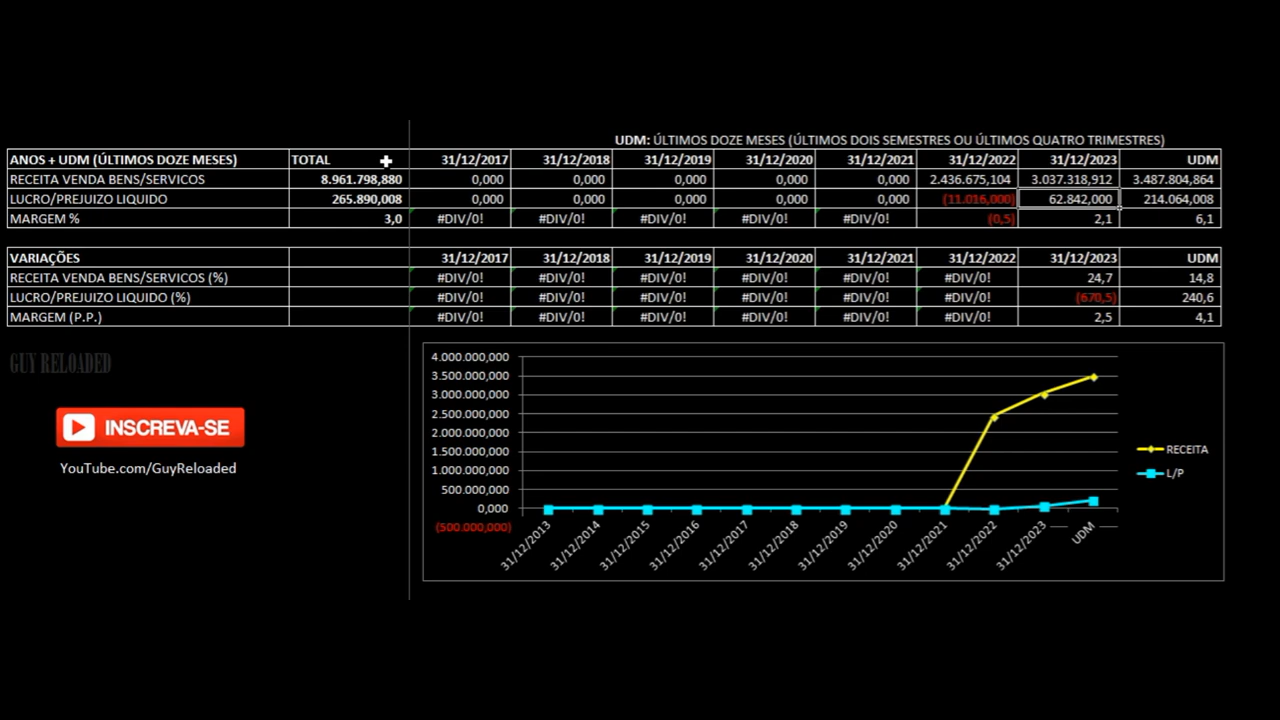 UDM: ÚLTIMOS DOZE MESES (ÚLTIMOS DOIS SEMESTRES OU ÚLTIMOS QUATRO TRIMESTRES)
ANOS + UDM (ÚLTIMOS DOZE MESES) TOTAL 31/12/2017 31/12/2018 31/12/2019 31/12/2020 31/12/2021 31/12/2022 31/12/2023 UDM
RECEITA VENDA BENS/SERVICOS 8.961.798,880 0,000 0,000 0,000 0,000 0,000 2.436.675,104 3.037.318,912 3.487.804,864
LUCRO/PREJUIZO LIQUIDO 265.890,008 0,000 0,000 0,000 0,000 0,000 (11.016,000) 62.842,000 214.064,008
MARGEM % 3,0 #DIV/0! #DIV/0! #DIV/0! #DIV/0! #DIV/0! (0,5) 2,1 6,1
VARIAÇÕES 31/12/2017 31/12/2018 31/12/2019 31/12/2020 31/12/2021 31/12/2022 31/12/2023 UDM
RECEITA VENDA BENS/SERVICOS (%) #DIV/0! #DIV/0! #DIV/0! #DIV/0! #DIV/0! #DIV/0! 24,7 14,8
LUCRO/PREJUIZO LIQUIDO (%) #DIV/0! #DIV/0! #DIV/0! #DIV/0! #DIV/0! #DIV/0! (670,5) 240,6
MARGEM (P.P.) #DIV/0! #DIV/0! #DIV/0! #DIV/0! #DIV/0! #DIV/0! 2,5 4,1
GUY RELOADED
INSCREVA-SE
YouTube.com/GuyReloaded
4.000.000,000
3.500.000,000
3.000.000,000
2.500.000,000
2.000.000,000
1.500.000,000
1.000.000,000
500.000,000
0,000
(500.000,000)
31/12/2013 31/12/2014 31/12/2015 31/12/2016 31/12/2017 31/12/2018 31/12/2019 31/12/2020 31/12/2021 31/12/2022 31/12/2023 UDM
RECEITA
L/P